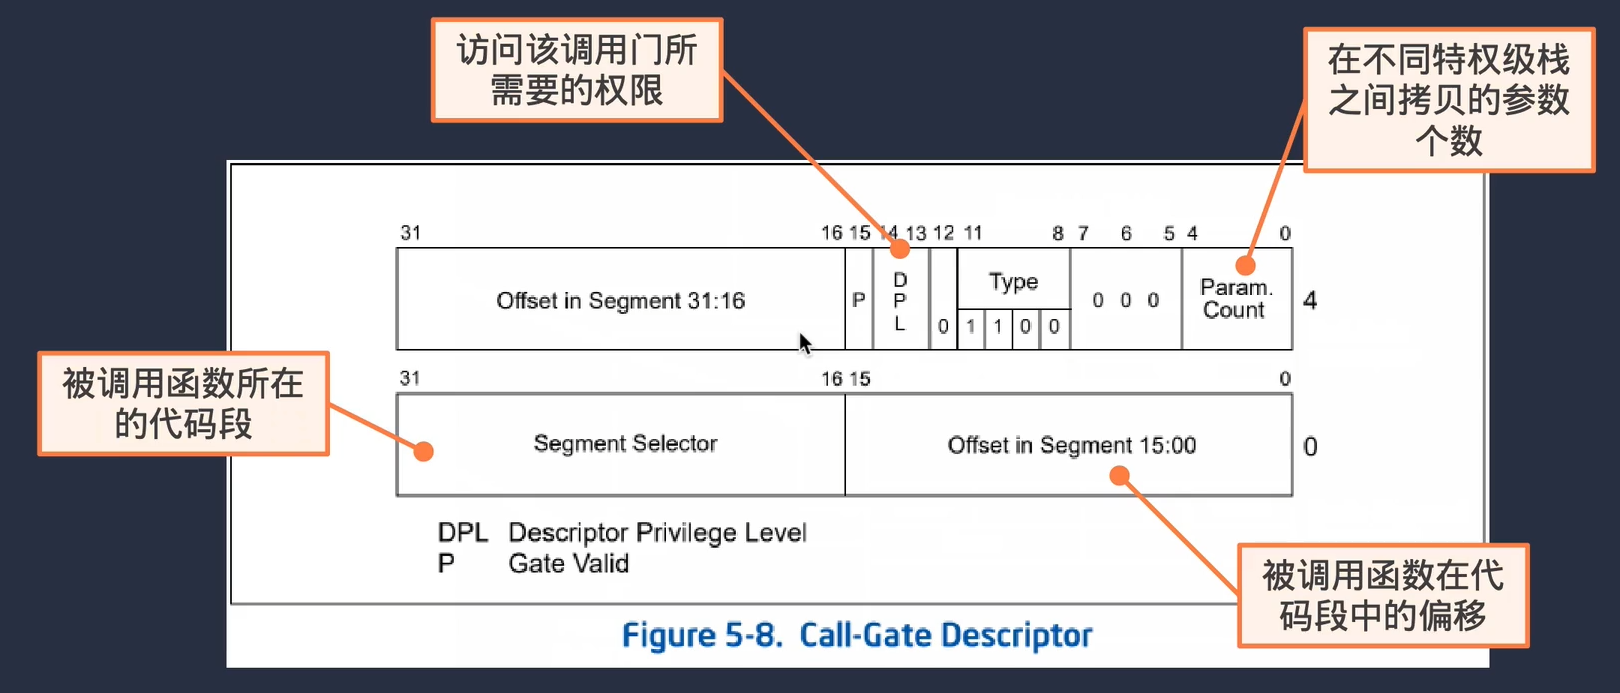 访问该调用门所
需要的权限
在不同特权级栈
之间拷贝的参数
个数
31 16 15 14 13 12 11 8 7 6 5 4 0
Offset in Segment 31:16 P D P L 0 Type 1 1 0 0 0 0 0 Param. Count 4
被调用函数所在
的代码段
31 16 15 0
Segment Selector Offset in Segment 15:00 0
DPL Descriptor Privilege Level
P Gate Valid
被调用函数在代
码段中的偏移
Figure 5-8. Call-Gate Descriptor